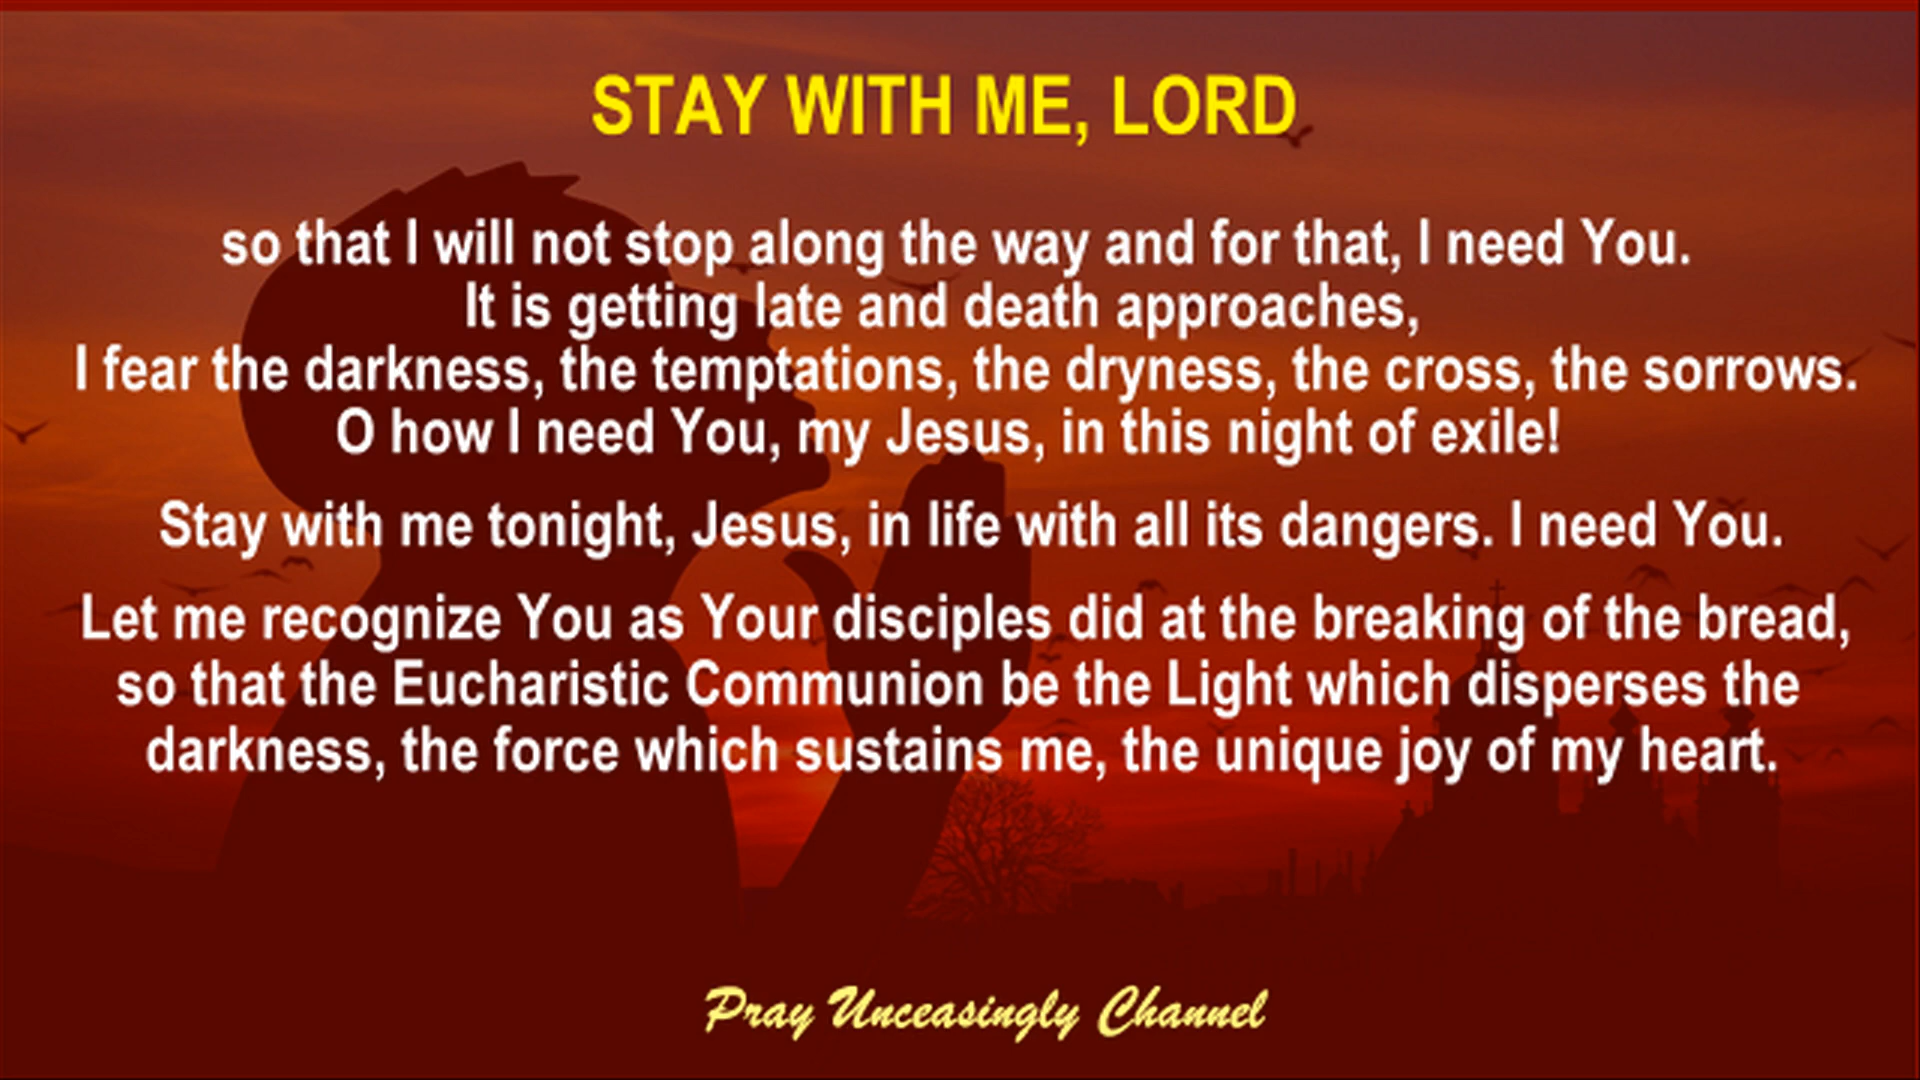 STAY WITH ME, LORD
so that I will not stop along the way and for that, I need You.
It is getting late and death approaches,
I fear the darkness, the temptations, the dryness, the cross, the sorrows.
O how I need You, my Jesus, in this night of exile!
Stay with me tonight, Jesus, in life with all its dangers. I need You.
Let me recognize You as Your disciples did at the breaking of the bread,
so that the Eucharistic Communion be the Light which disperses the
darkness, the force which sustains me, the unique joy of my heart.
Pray Unceasingly Channel